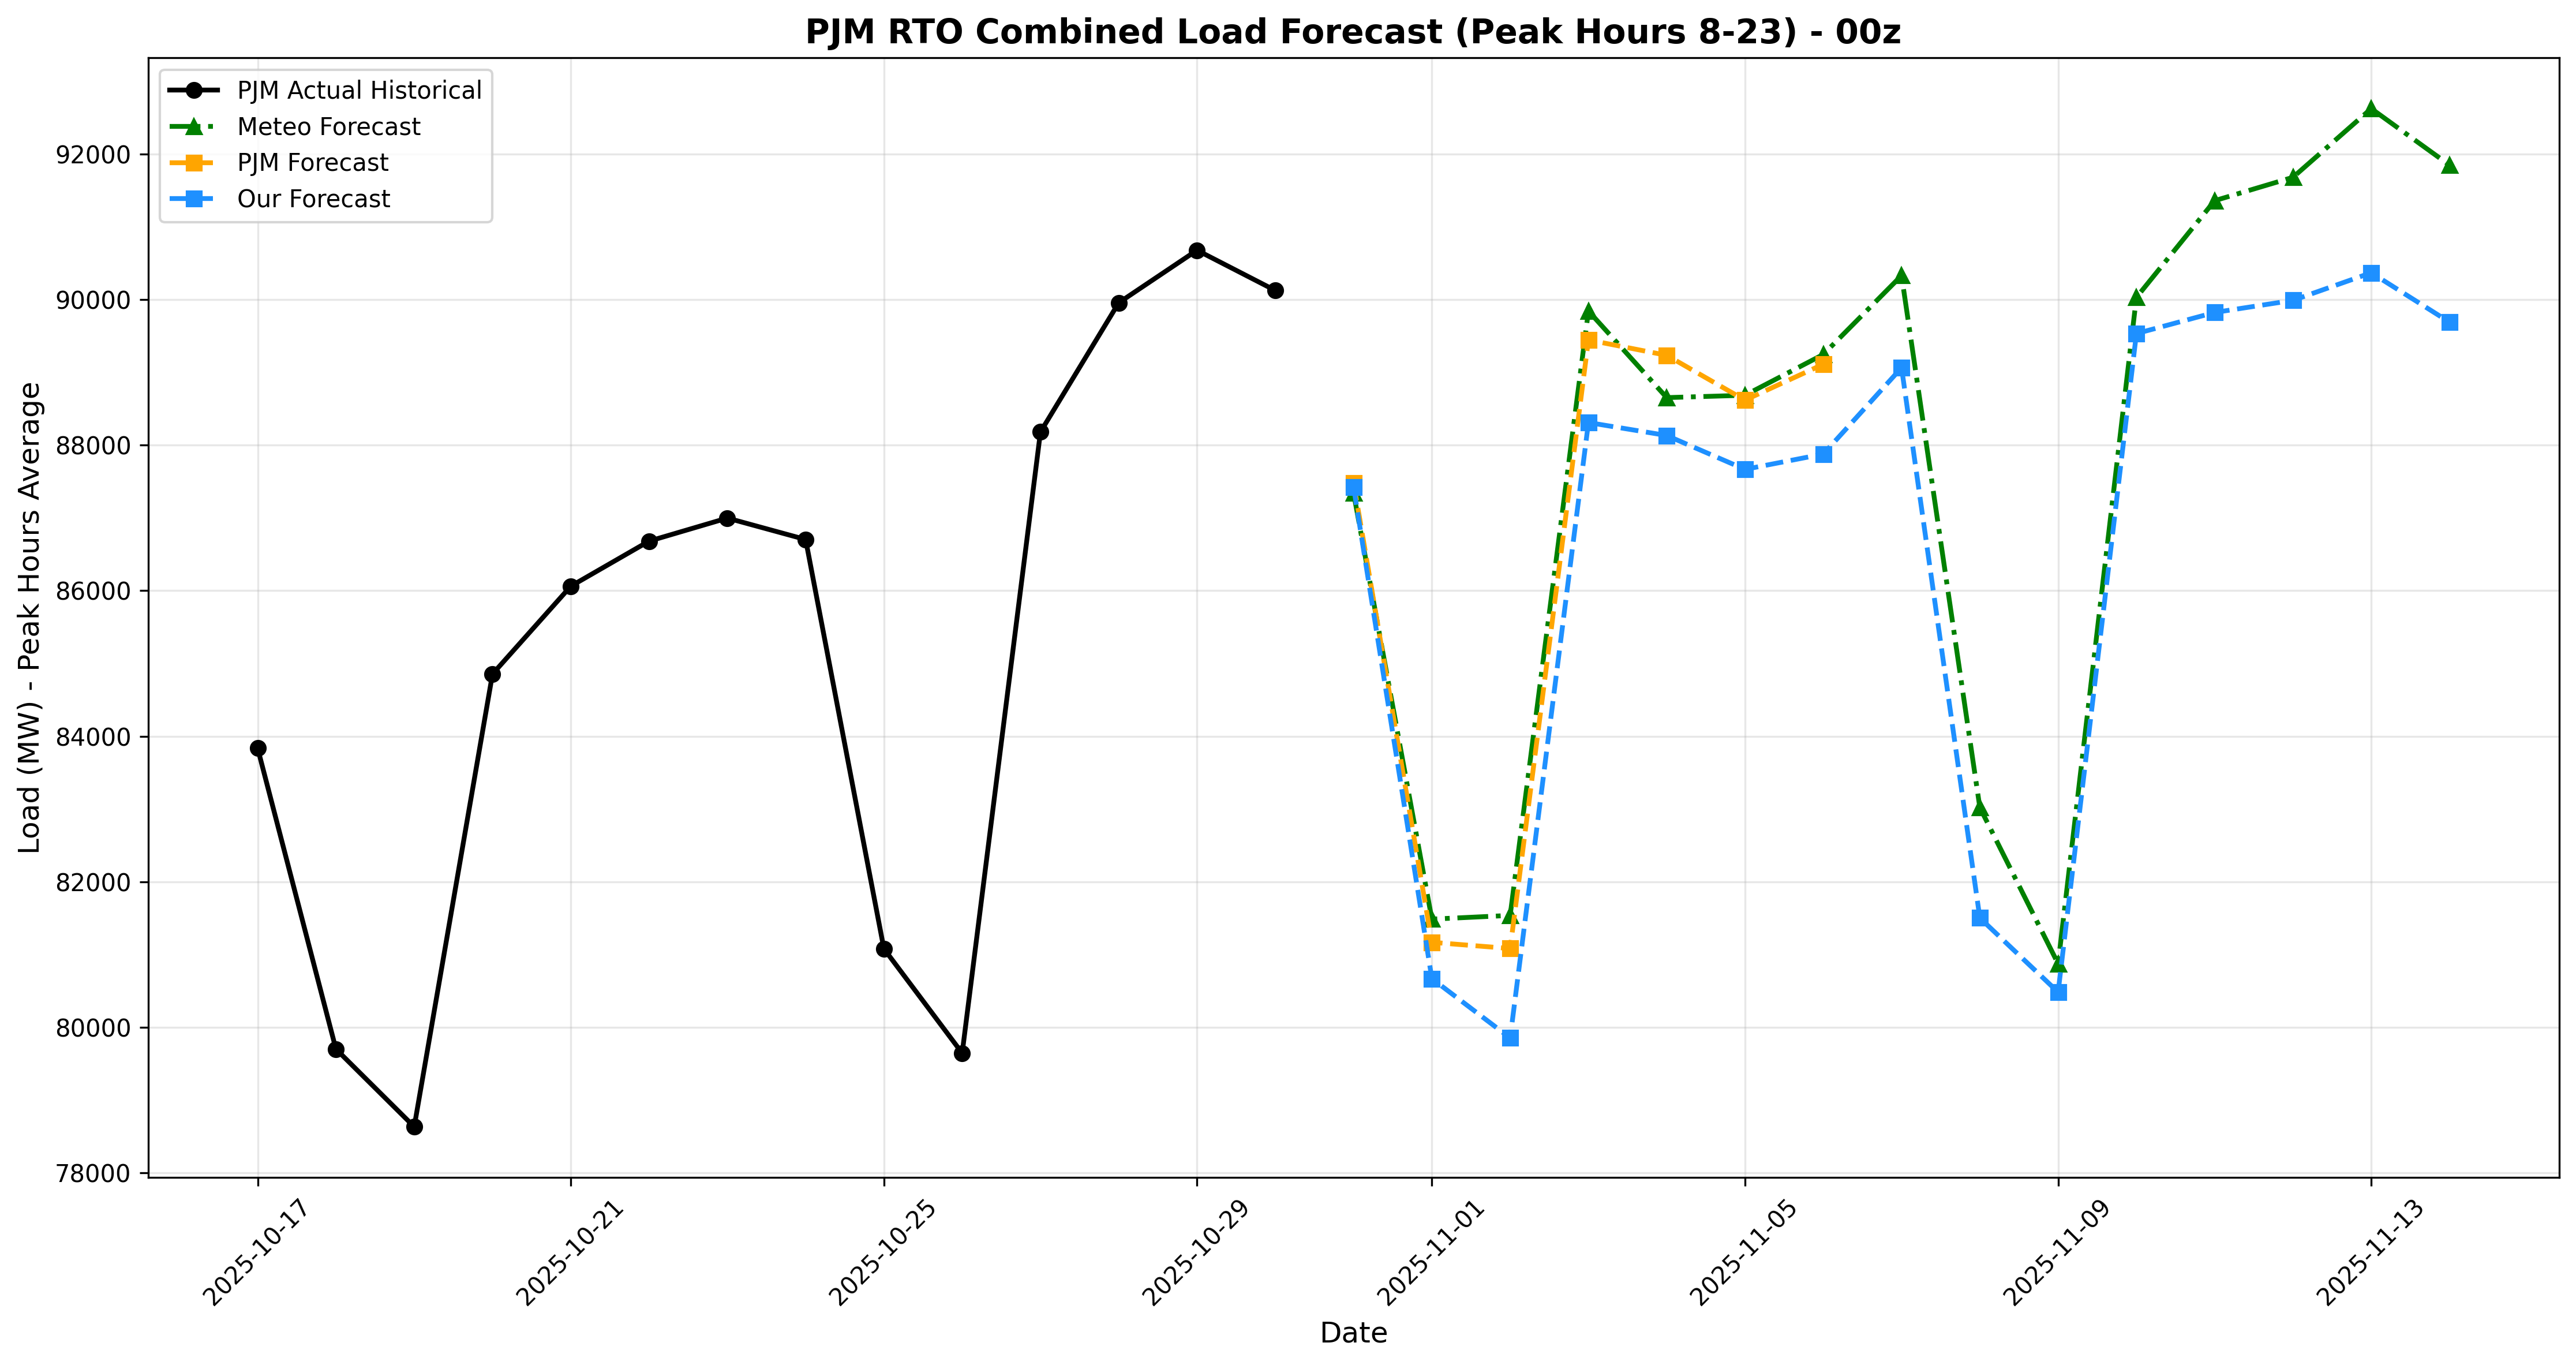 PJM RTO Combined Load Forecast (Peak Hours 8-23) - 00z
PJM Actual Historical
Meteo Forecast
PJM Forecast
Our Forecast
Load (MW) - Peak Hours Average
92000
90000
88000
86000
84000
82000
80000
78000
2025-10-17
2025-10-21
2025-10-25
2025-10-29
2025-11-01
2025-11-05
2025-11-09
2025-11-13
Date